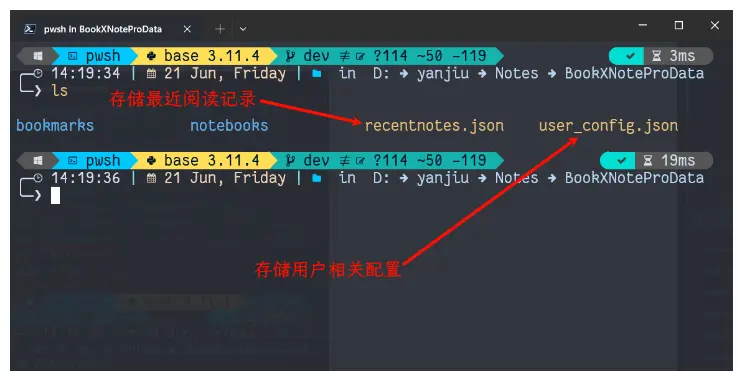 pwsh in BookXNoteProData
pwsh base 3.11.4 dev ≢ ?114 ~50 -119 ✓ 3ms
14:19:34 | 21 Jun, Friday | in D: → yanjiu → Notes → BookXNoteProData
❯ ls
存储最近阅读记录
bookmarks notebooks recentnotes.json user_config.json
pwsh base 3.11.4 dev ≢ ?114 ~50 -119 ✓ 19ms
14:19:36 | 21 Jun, Friday | in D: → yanjiu → Notes → BookXNoteProData
❯
存储用户相关配置